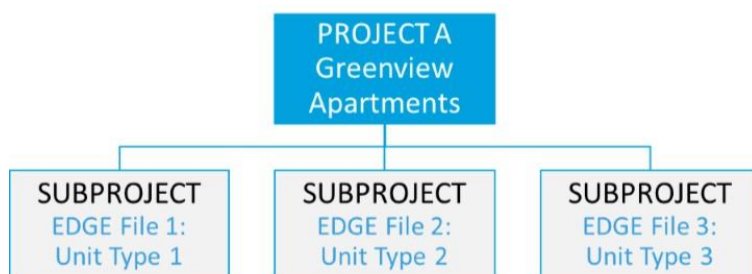 PROJECT A
Greenview
Apartments
SUBPROJECT
EDGE File 1:
Unit Type 1
SUBPROJECT
EDGE File 2:
Unit Type 2
SUBPROJECT
EDGE File 3:
Unit Type 3